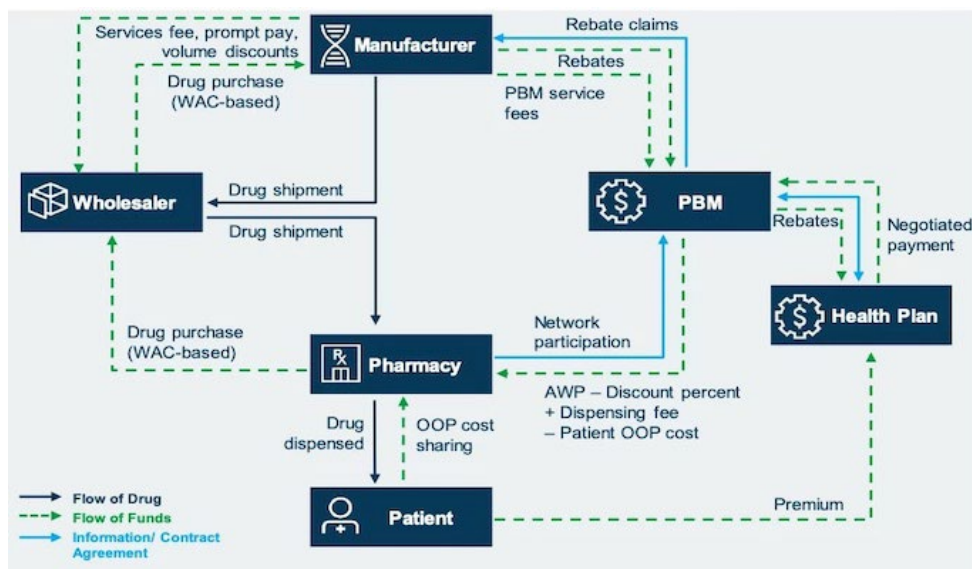 Services fee, prompt pay,
volume discounts
Manufacturer
Rebate claims
Rebates
PBM service
fees
Drug purchase
(WAC-based)
Wholesaler
Drug shipment
Drug shipment
PBM
Rebates
Negotiated
payment
Health Plan
Drug purchase
(WAC-based)
Rx
Pharmacy
Network
participation
AWP – Discount percent
+ Dispensing fee
– Patient OOP cost
Drug
dispensed
OOP cost
sharing
Patient
Premium
Flow of Drug
Flow of Funds
Information/ Contract
Agreement